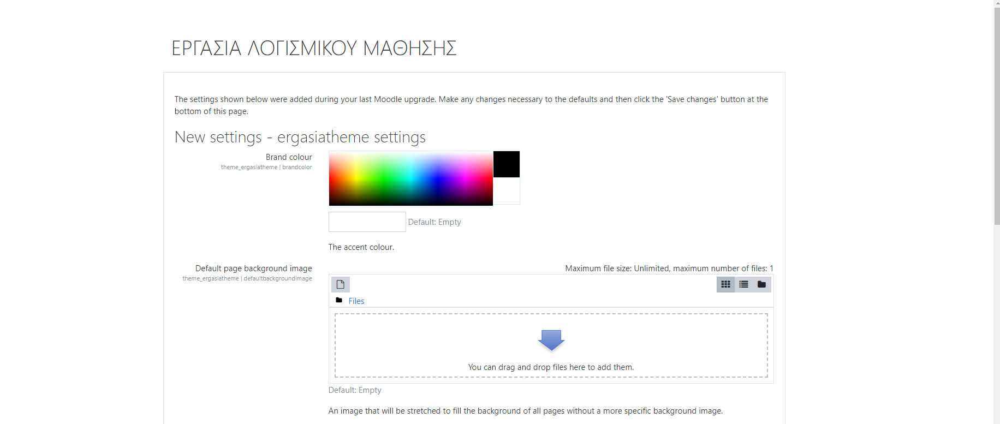 ΕΡΓΑΣΙΑ ΛΟΓΙΣΜΙΚΟΥ ΜΑΘΗΣΗΣ
The settings shown below were added during your last Moodle upgrade. Make any changes necessary to the defaults and then click the 'Save changes' button at the
bottom of this page.
New settings - ergasiatheme settings
Brand colour
theme_ergasiatheme | brandcolor
Default: Empty
The accent colour.
Default page background image
theme_ergasiatheme | defaultbackgroundimage
Maximum file size: Unlimited, maximum number of files: 1
Files
You can drag and drop files here to add them.
Default: Empty
An image that will be stretched to fill the background of all pages without a more specific background image.